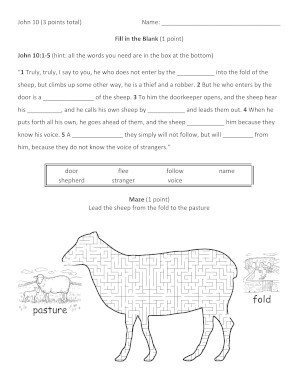 John 10 (3 points total) Name: ____________________
Fill in the Blank (1 point)
John 10:1-5 (hint: all the words you need are in the box at the bottom)
"1 Truly, truly, I say to you, he who does not enter by the __________ into the fold of the
sheep, but climbs up some other way, he is a thief and a robber. 2 But he who enters by the
door is a ______________ of the sheep. 3 To him the doorkeeper opens, and the sheep hear
his __________, and he calls his own sheep by __________ and leads them out. 4 When he
puts forth all his own, he goes ahead of them, and the sheep __________ him because they
know his voice. 5 A ______________ they simply will not follow, but will __________ from
him, because they do not know the voice of strangers."
door flee follow name
shepherd stranger voice
Maze (1 point)
Lead the sheep from the fold to the pasture
pasture
fold